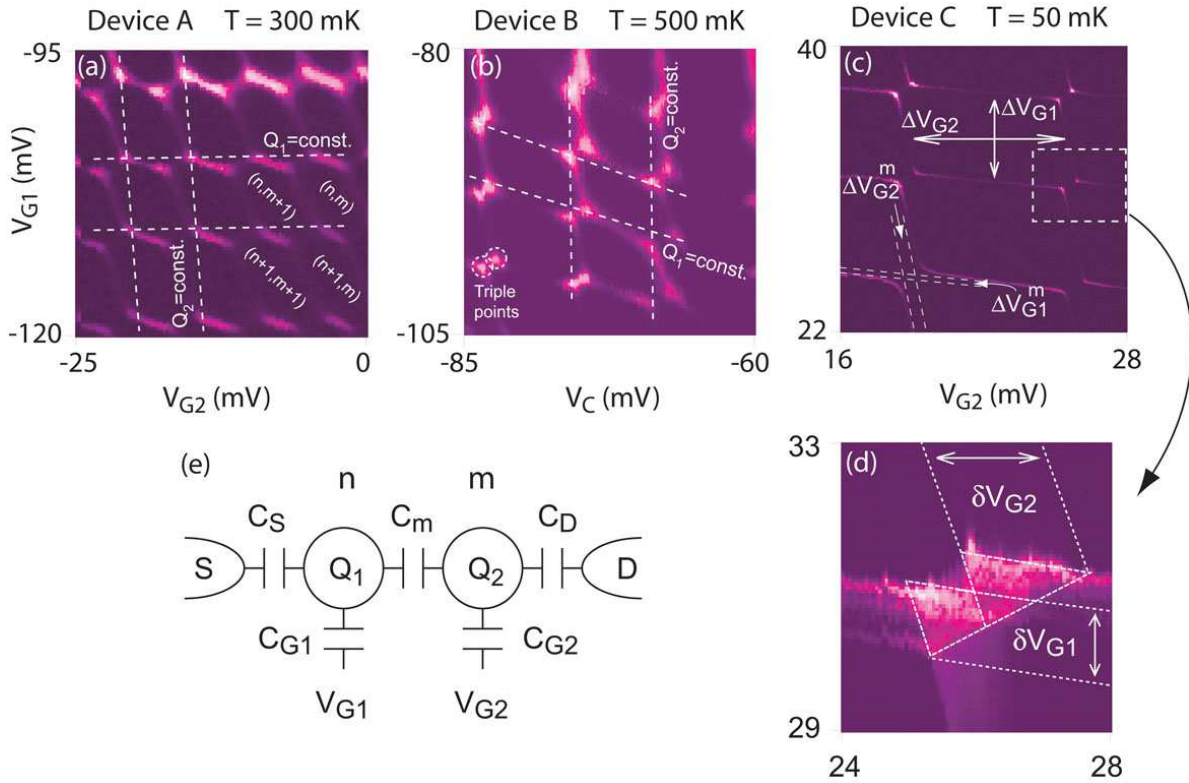 Device A T = 300 mK
Device B T = 500 mK
Device C T = 50 mK
(a)
-95
V_G1 (mV)
-120
-25
0
V_G2 (mV)
Q_1=const.
Q_2=const.
(n,m+1)
(n,m)
(n+1,m+1)
(n+1,m)
(b)
-80
-105
-85
-60
V_C (mV)
Q_2=const.
Q_1=const.
Triple
points
(c)
40
22
16
28
V_G2 (mV)
ΔV_G1
ΔV_G2
m
ΔV_G2
m
ΔV_G1
(d)
33
29
24
28
δV_G2
δV_G1
(e)
n
m
C_S
C_m
C_D
S
Q_1
Q_2
D
C_G1
C_G2
V_G1
V_G2